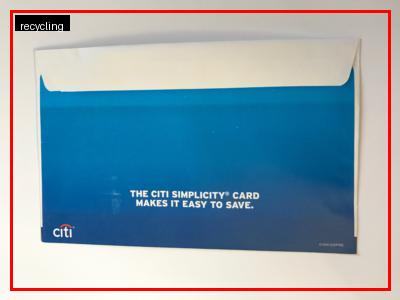 recycling
THE CITI SIMPLICITY® CARD
MAKES IT EASY TO SAVE.
citi